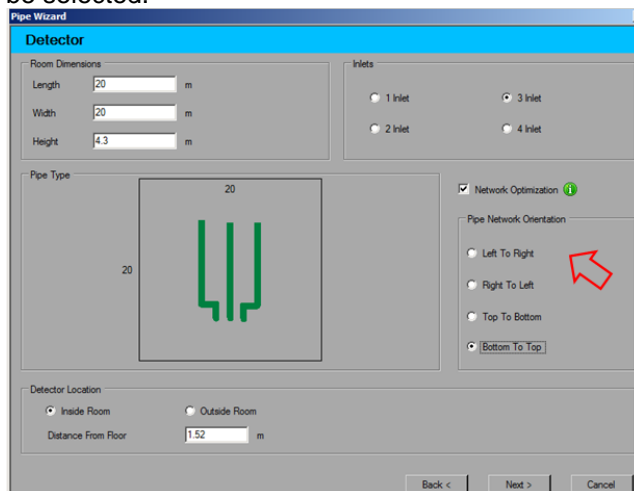 be selected.
Pipe Wizard
Detector
Room Dimensions
Length 20 m
Width 20 m
Height 4.3 m
Inlets
1 Inlet 3 Inlet
2 Inlet 4 Inlet
Pipe Type
20
20
Network Optimization
Pipe Network Orientation
Left To Right
Right To Left
Top To Bottom
Bottom To Top
Detector Location
Inside Room Outside Room
Distance From Floor 1.52 m
Back < Next > Cancel